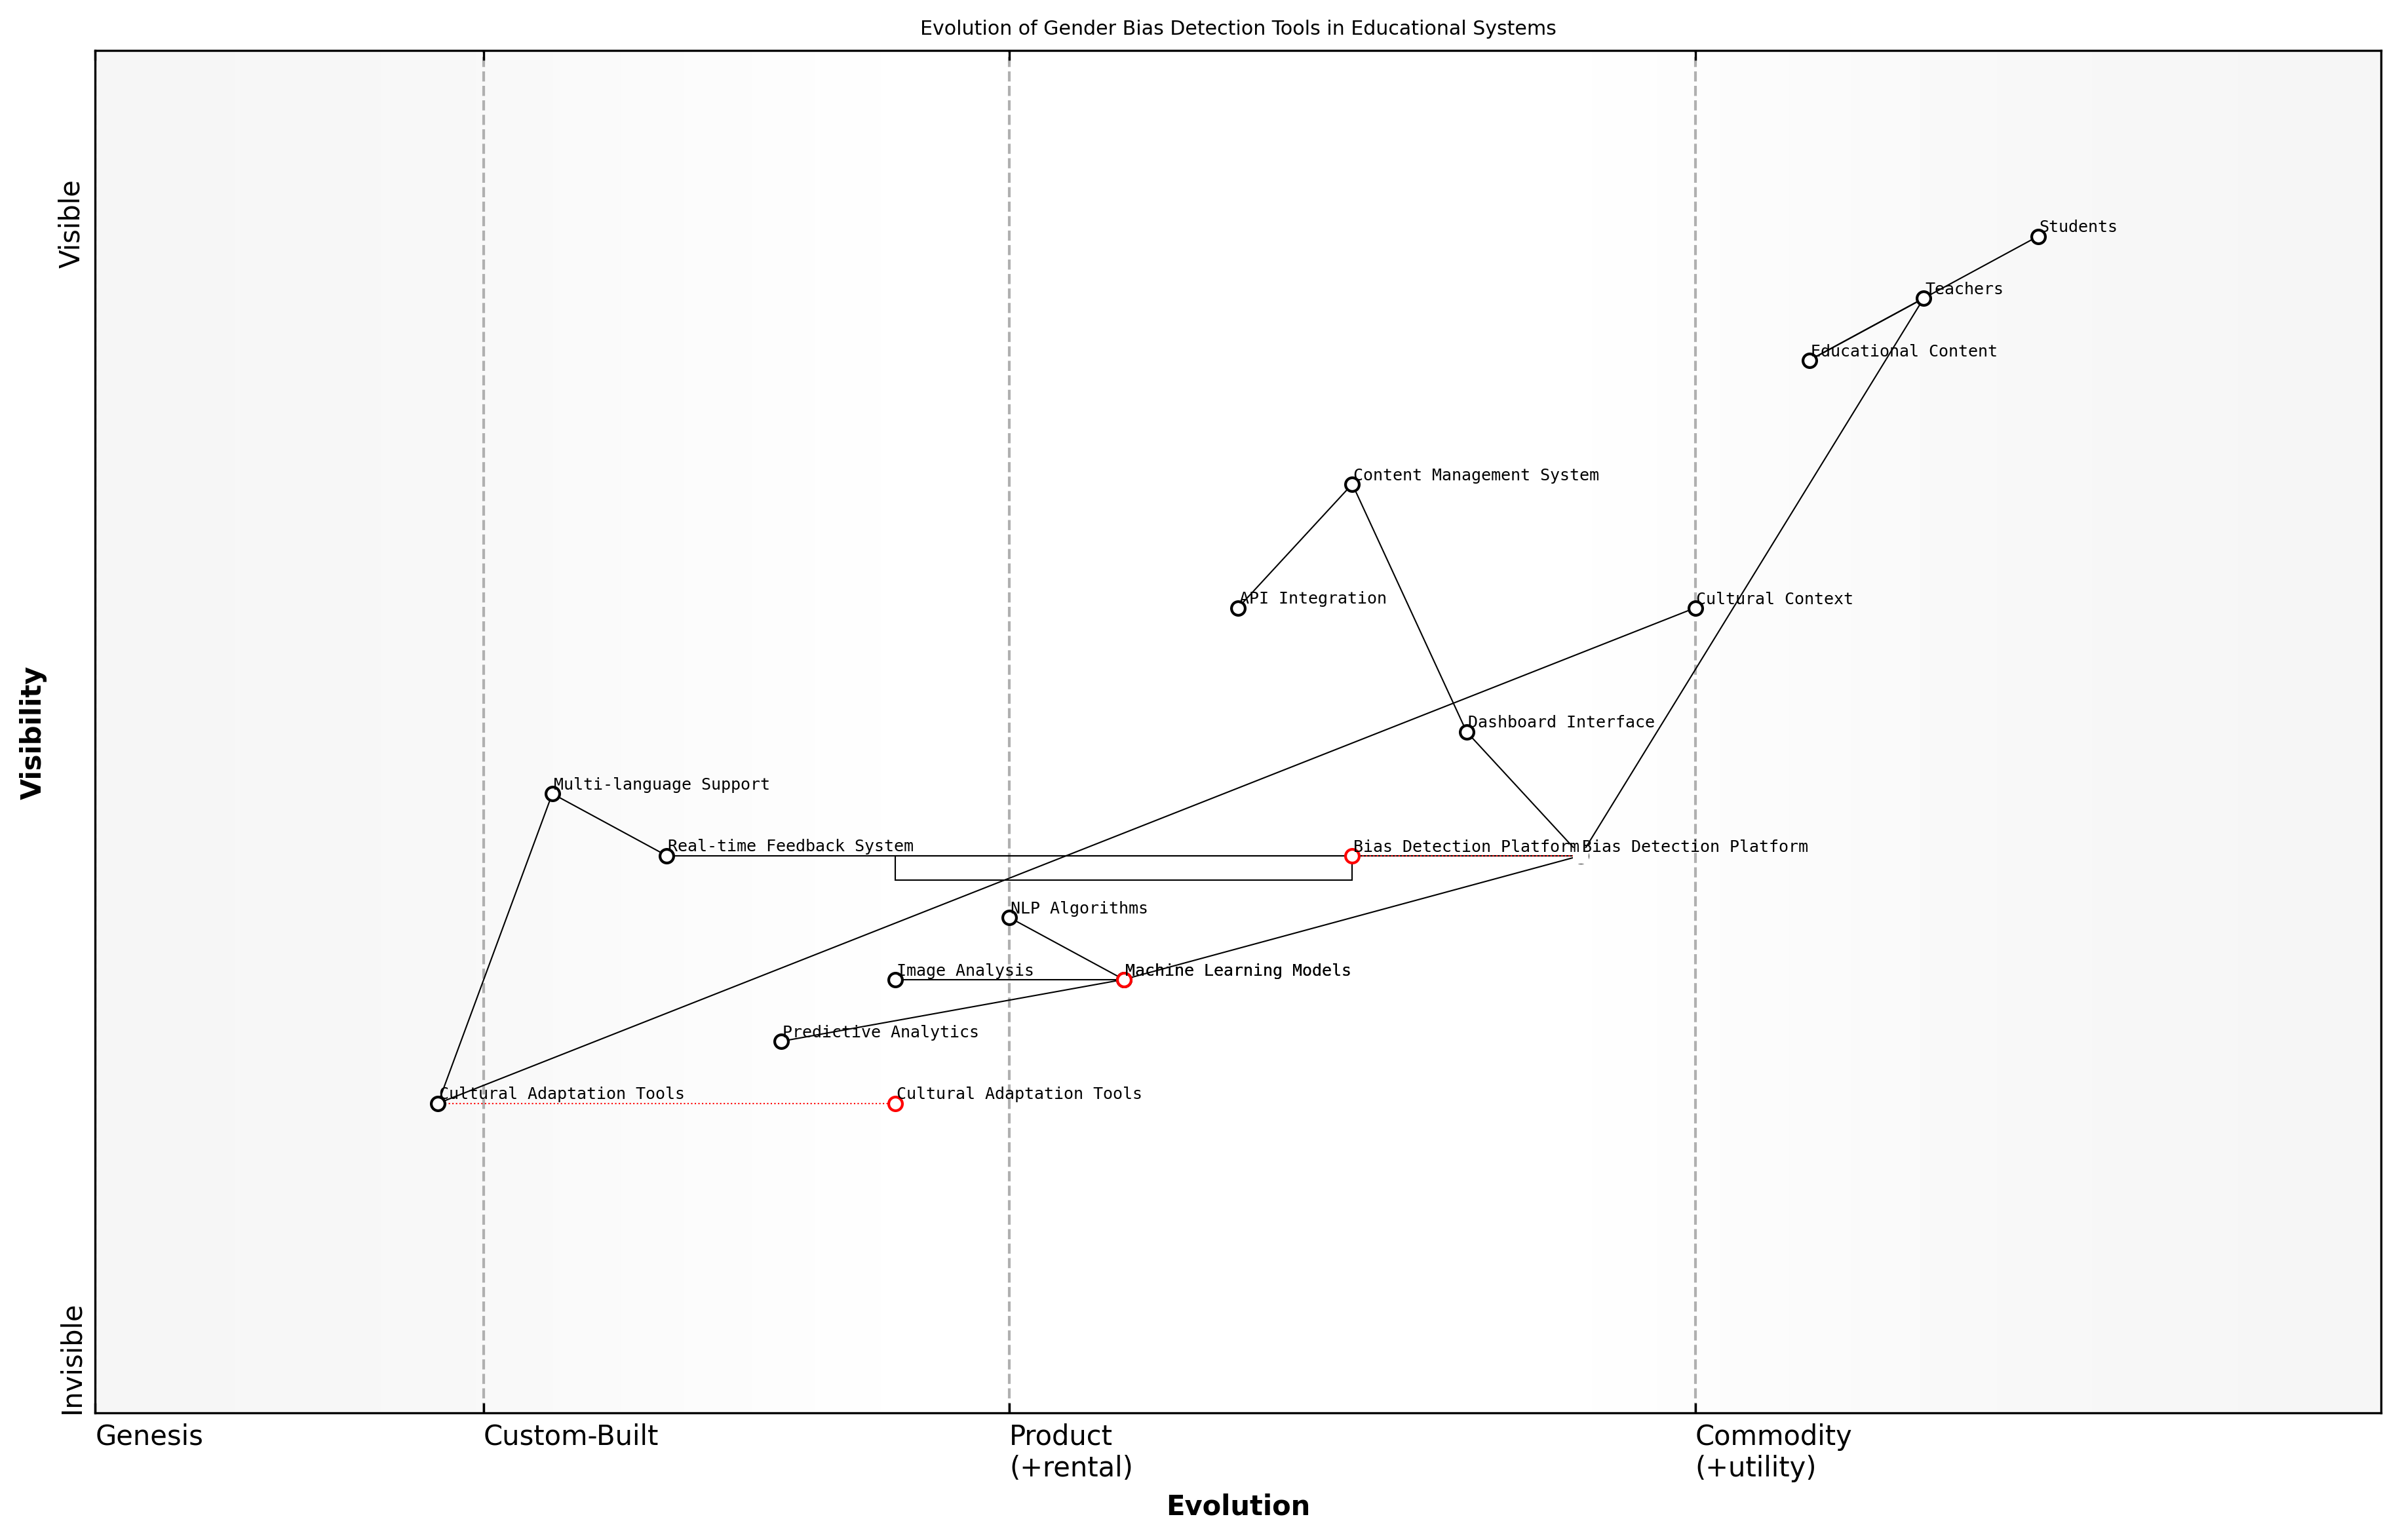 Evolution of Gender Bias Detection Tools in Educational Systems
Visible
Students
Teachers
Educational Content
Content Management System
API Integration
Cultural Context
Visibility
Dashboard Interface
Multi-language Support
Real-time Feedback System
Bias Detection Platform
Bias Detection Platform
NLP Algorithms
Image Analysis
Machine Learning Models
Predictive Analytics
Cultural Adaptation Tools
Cultural Adaptation Tools
Invisible
Genesis
Custom-Built
Product
(+rental)
Commodity
(+utility)
Evolution